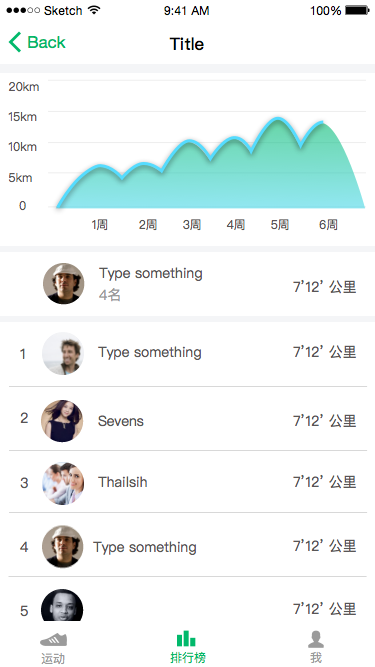 Sketch 9:41 AM 100%
Back Title
20km
15km
10km
5km
0
1周 2周 3周 4周 5周 6周
Type something
4名
7’12’ 公里
1 Type something 7’12’ 公里
2 Sevens 7’12’ 公里
3 Thailsih 7’12’ 公里
4 Type something 7’12’ 公里
5 7’12’ 公里
运动 排行榜 我